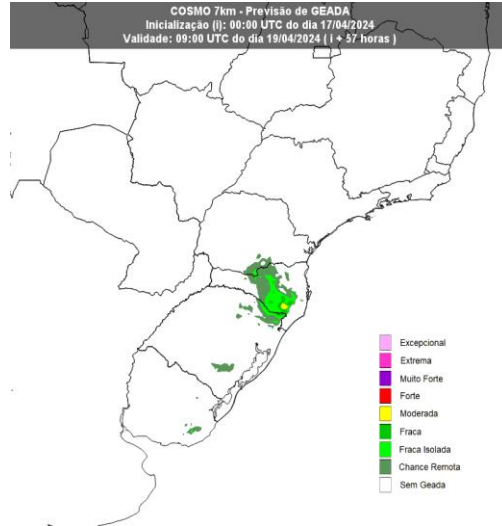 COSMO 7km - Previsão de GEADA
Inicialização (i): 00:00 UTC do dia 17/04/2024
Validade: 09:00 UTC do dia 19/04/2024 ( i + 57 horas )
Excepcional
Extrema
Muito Forte
Forte
Moderada
Fraca
Fraca Isolada
Chance Remota
Sem Geada